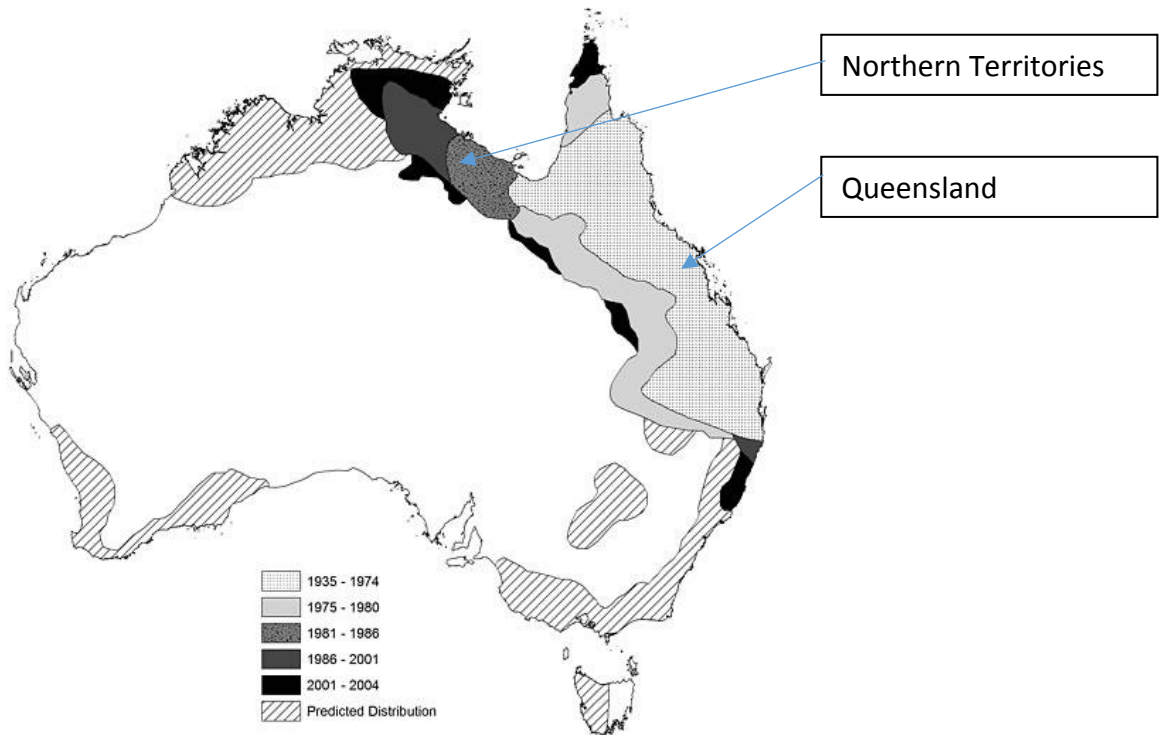 Northern Territories
Queensland
1935 - 1974
1975 - 1980
1981 - 1986
1986 - 2001
2001 - 2004
Predicted Distribution